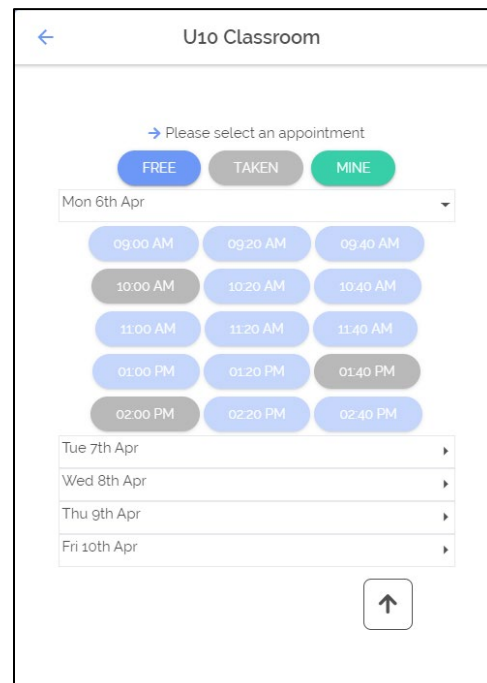 U10 Classroom
Please select an appointment
FREE TAKEN MINE
Mon 6th Apr
09:00 AM 09:20 AM 09:40 AM
10:00 AM 10:20 AM 10:40 AM
11:00 AM 11:20 AM 11:40 AM
01:00 PM 01:20 PM 01:40 PM
02:00 PM 02:20 PM 02:40 PM
Tue 7th Apr
Wed 8th Apr
Thu 9th Apr
Fri 10th Apr